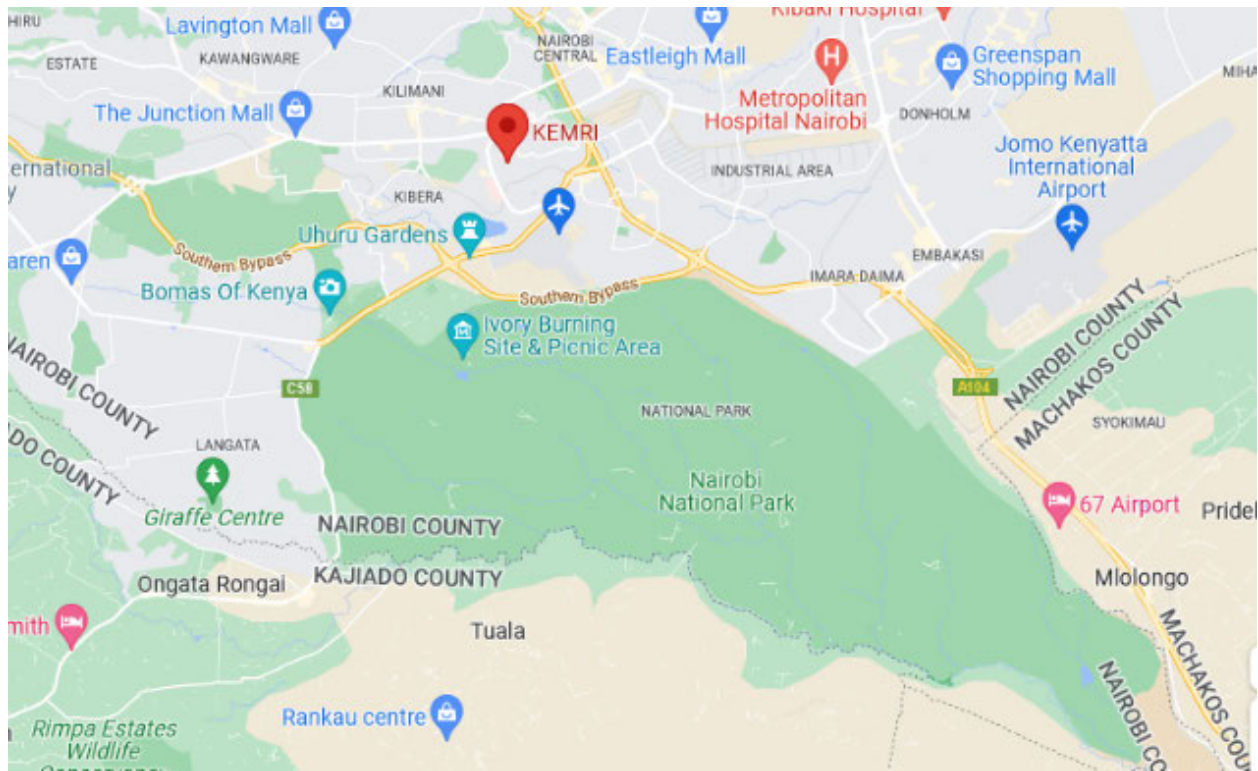 HIRU
Lavington Mall
KAWANGWARE
ESTATE
NAIROBI
CENTRAL
Eastleigh Mall
Kibaki Hospital
Greenspan
Shopping Mall
MIHA
KILIMANI
The Junction Mall
Metropolitan
Hospital Nairobi
DONHOLM
KEMRI
Jomo Kenyatta
International
Airport
ernational
INDUSTRIAL AREA
KIBERA
Uhuru Gardens
Southern Bypass
EMBAKASI
aren
IMARA DAIMA
Bomas Of Kenya
Southern Bypass
Ivory Burning
Site & Picnic Area
NAIROBI COUNTY
MACHAKOS COUNTY
NAIROBI COUNTY
C58
A104
NATIONAL PARK
SYOKIMAU
ADO COUNTY
LANGATA
Nairobi
National Park
67 Airport
Pridel
Giraffe Centre
NAIROBI COUNTY
KAJIADO COUNTY
Ongata Rongai
Mlolongo
mith
Tuala
MACHAKOS COU
NAIROBI CO
Rankau centre
Rimpa Estates
Wildlife